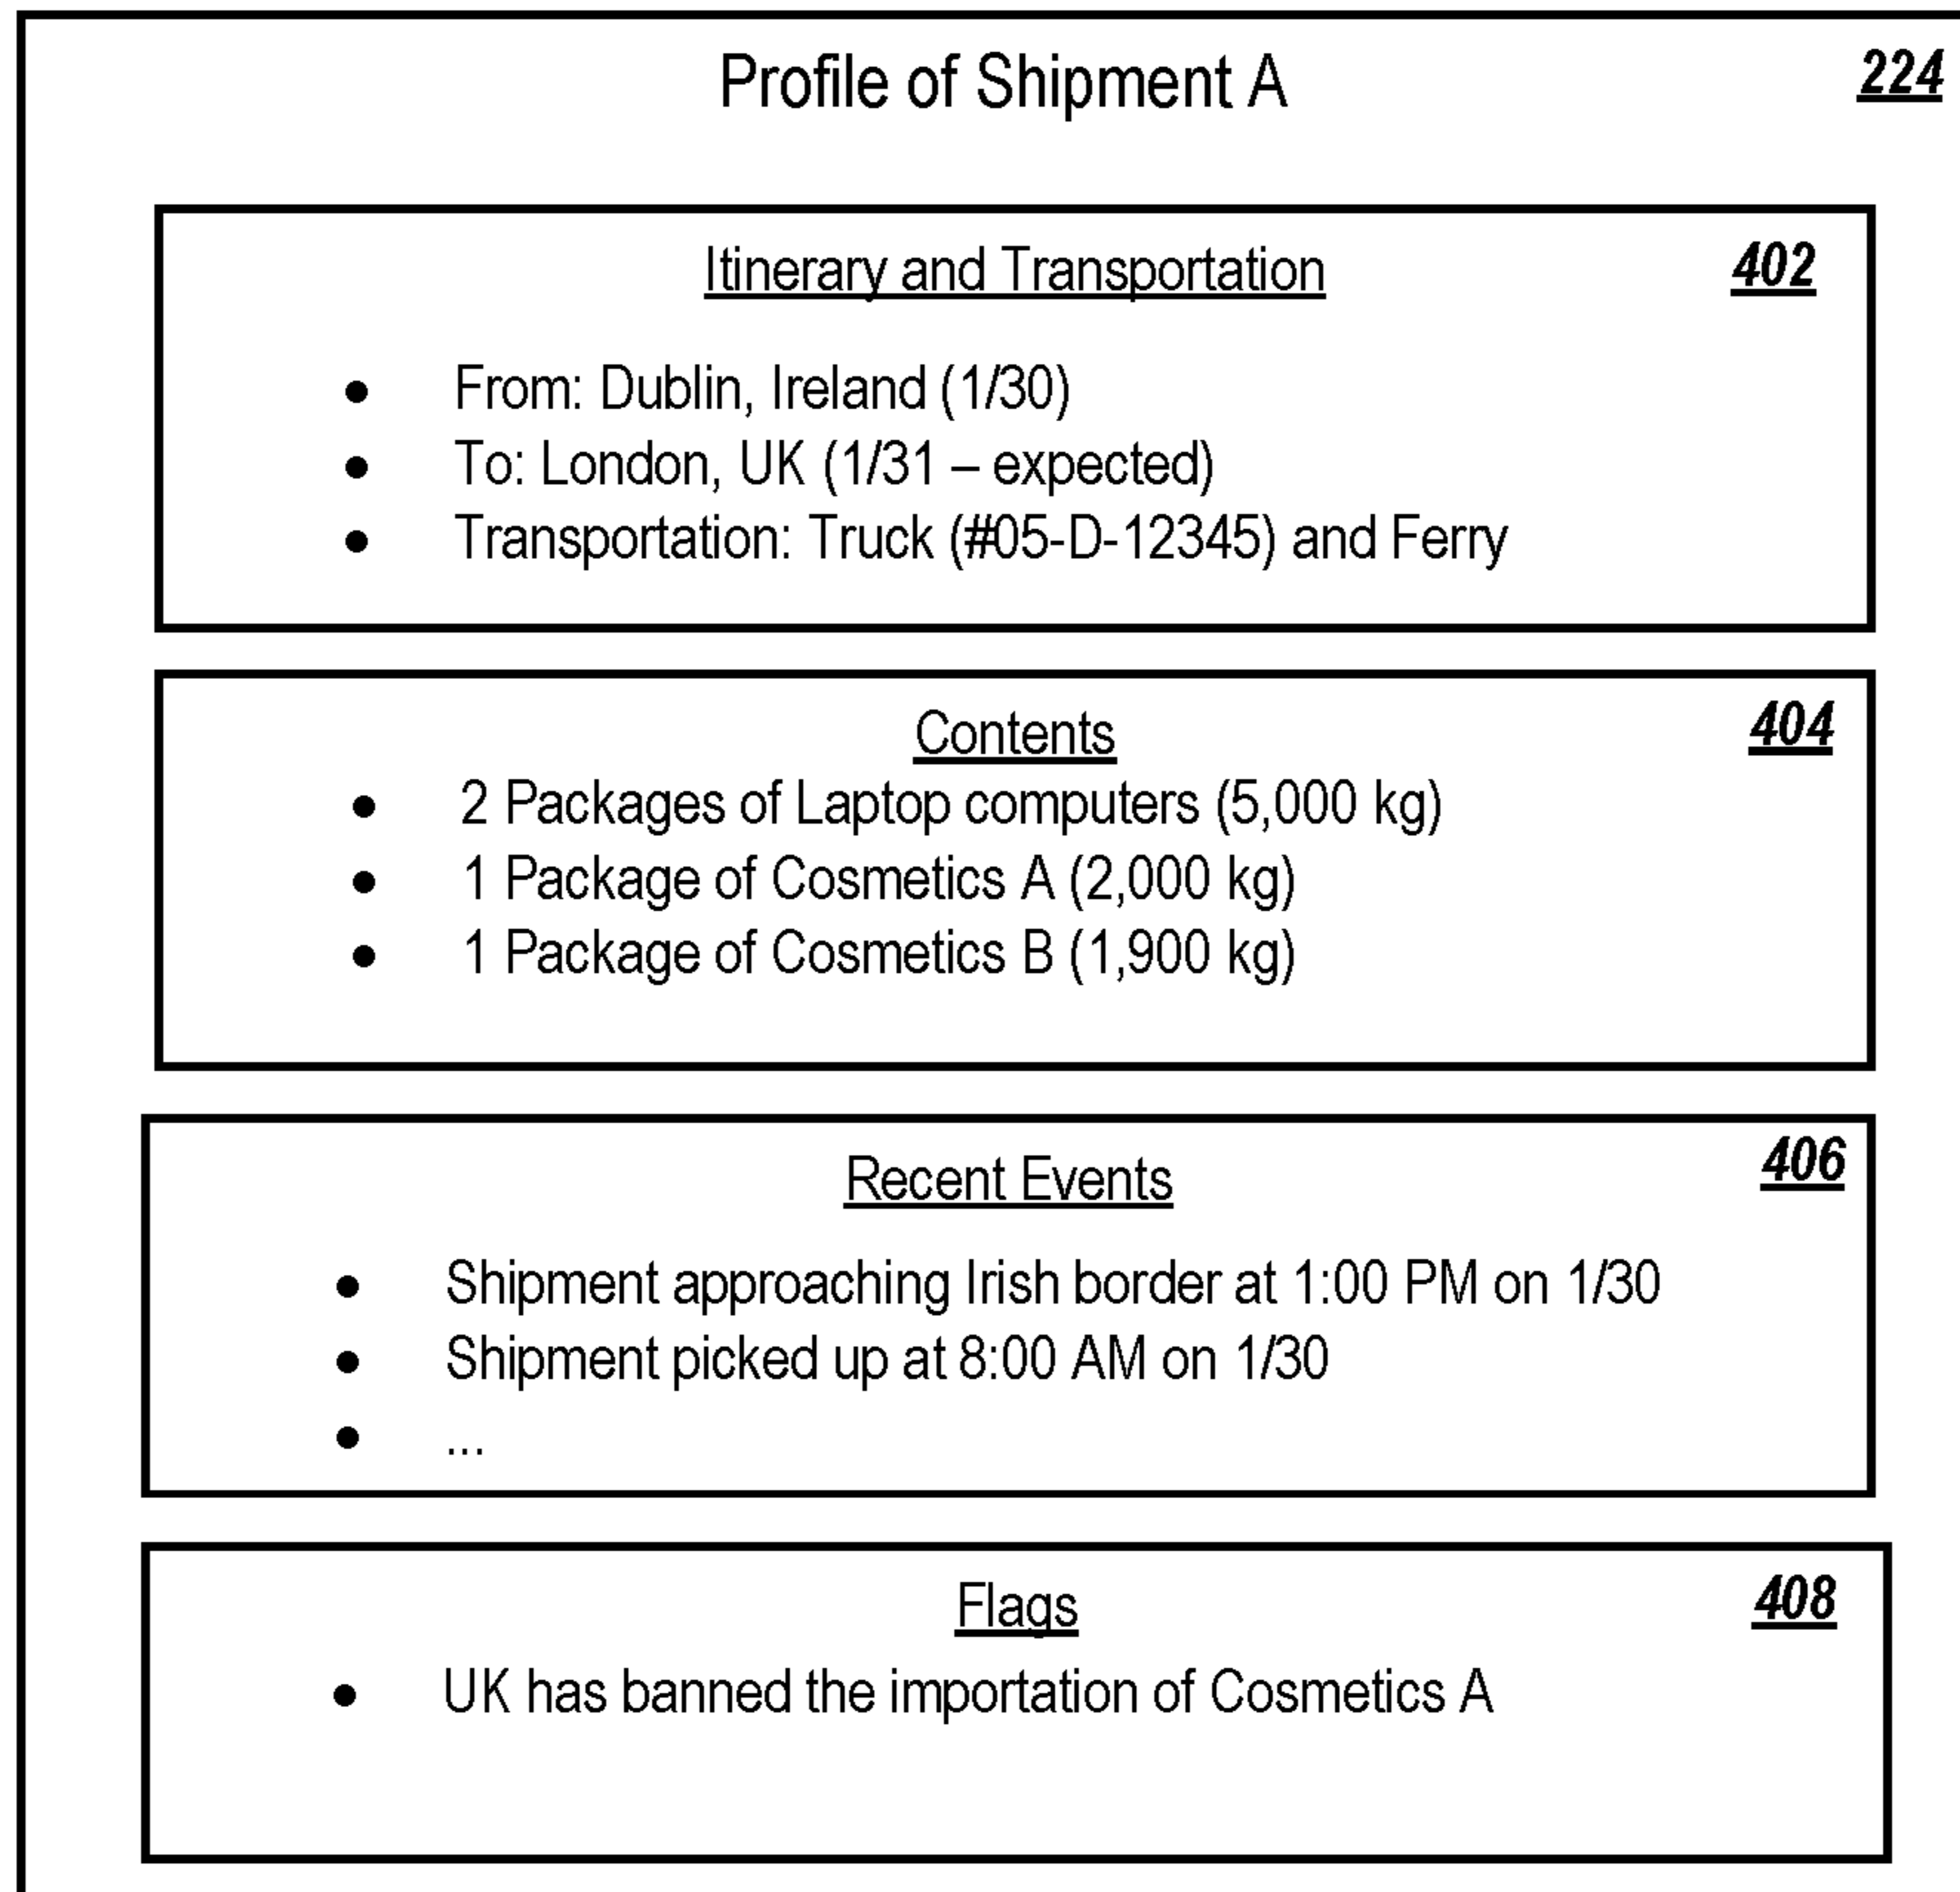 Profile of Shipment A 224
Itinerary and Transportation 402
● From: Dublin, Ireland (1/30)
● To: London, UK (1/31 – expected)
● Transportation: Truck (#05-D-12345) and Ferry
Contents 404
● 2 Packages of Laptop computers (5,000 kg)
● 1 Package of Cosmetics A (2,000 kg)
● 1 Package of Cosmetics B (1,900 kg)
Recent Events 406
● Shipment approaching Irish border at 1:00 PM on 1/30
● Shipment picked up at 8:00 AM on 1/30
● ...
Flags 408
● UK has banned the importation of Cosmetics A